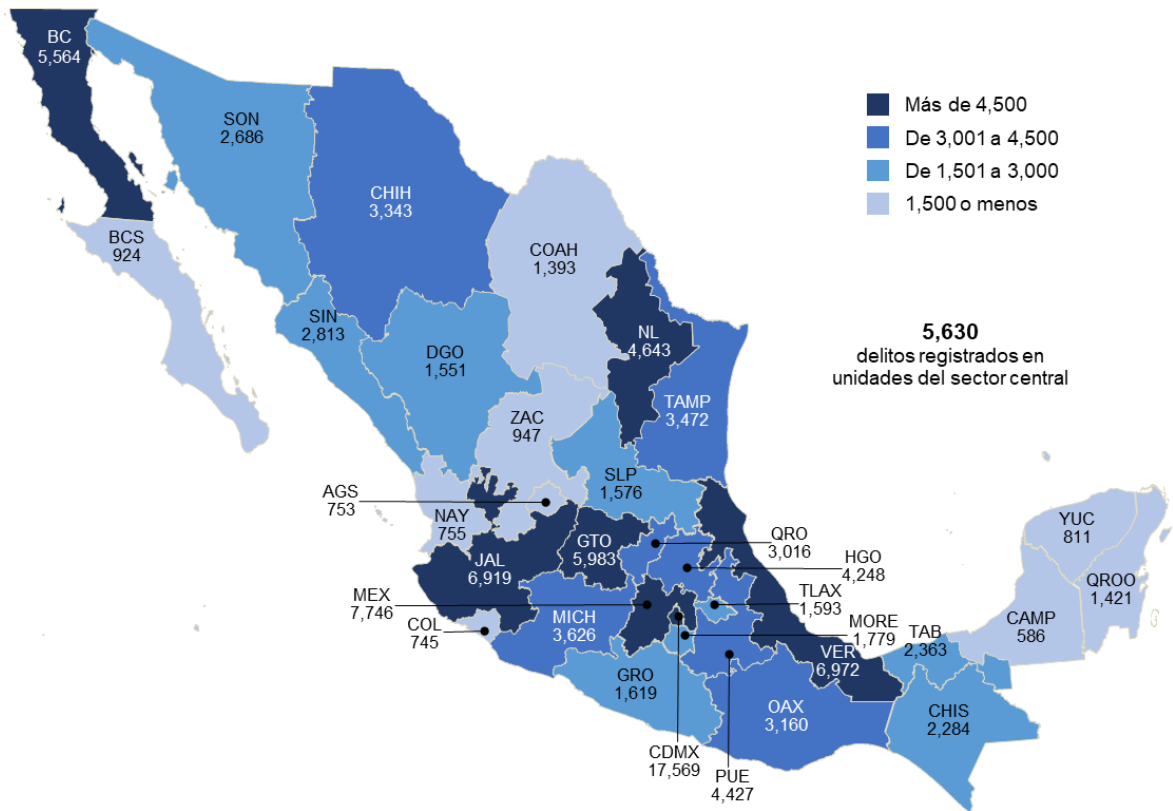 BC
5,564
SON
2,686
CHIH
3,343
Más de 4,500
De 3,001 a 4,500
De 1,501 a 3,000
1,500 o menos
BCS
924
COAH
1,393
SIN
2,813
DGO
1,551
NL
4,643
5,630
delitos registrados en
unidades del sector central
TAMP
3,472
ZAC
947
SLP
1,576
AGS
753
NAY
755
GTO
5,983
QRO
3,016
HGO
4,248
YUC
811
JAL
6,919
QROO
1,421
MEX
7,746
TLAX
1,593
COL
745
MICH
3,626
MORE
1,779
CAMP
586
TAB
2,363
VER
6,972
GRO
1,619
OAX
3,160
CHIS
2,284
CDMX
17,569
PUE
4,427